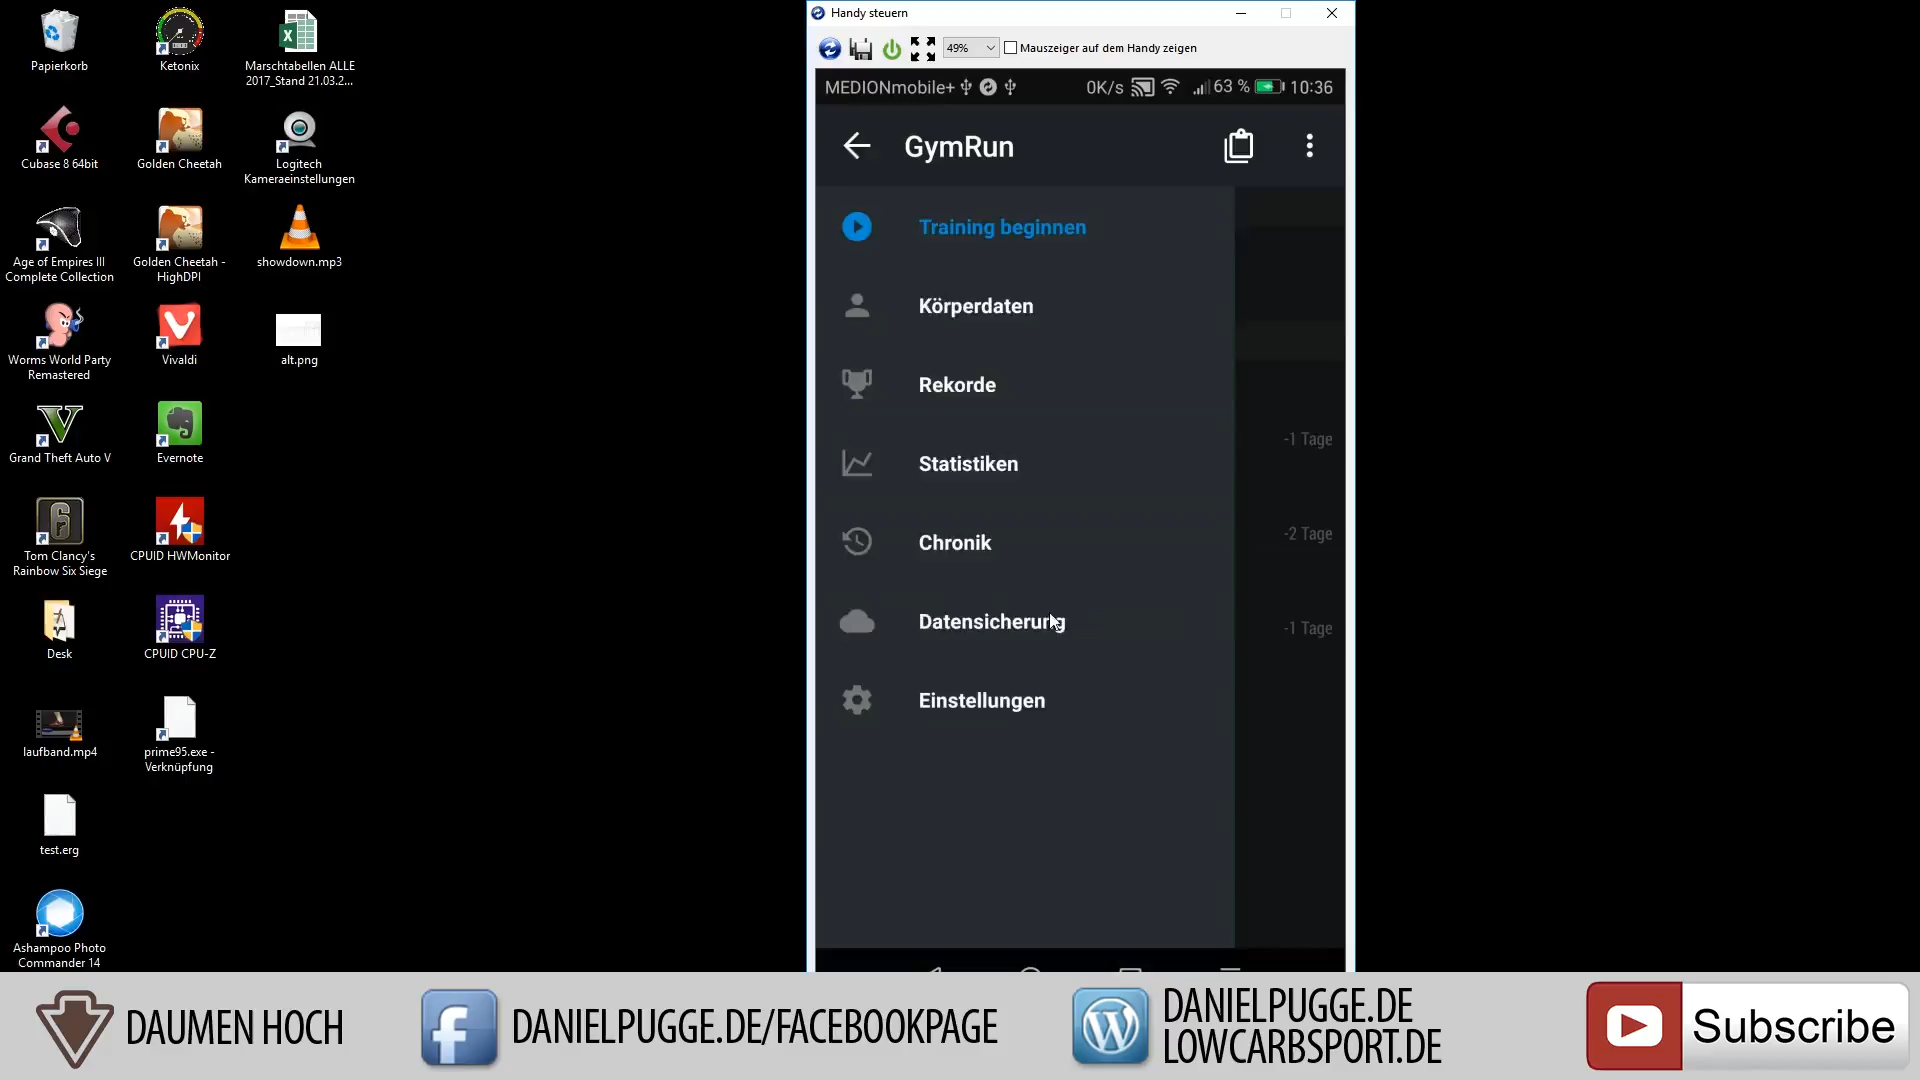 Papierkorb
Ketonix
Marschtabellen ALLE
2017_Stand 21.03.2...
Cubase 8 64bit
Golden Cheetah
Logitech
Kameraeinstellungen
Age of Empires III
Complete Collection
Golden Cheetah -
HighDPI
showdown.mp3
Worms World Party
Remastered
Vivaldi
alt.png
Grand Theft Auto V
Evernote
Tom Clancy's
Rainbow Six Siege
CPUID HWMonitor
Desk
CPUID CPU-Z
laufband.mp4
prime95.exe -
Verknüpfung
test.erg
Ashampoo Photo
Commander 14
Handy steuern
49%
Mauszeiger auf dem Handy zeigen
MEDIONmobile+
0K/s
63 %
10:36
GymRun
Training beginnen
Körperdaten
Rekorde
Statistiken
-1 Tage
Chronik
-2 Tage
Datensicherung
-1 Tage
Einstellungen
DAUMEN HOCH
DANIELPUGGE.DE/FACEBOOKPAGE
DANIELPUGGE.DE
LOWCARBSPORT.DE
Subscribe